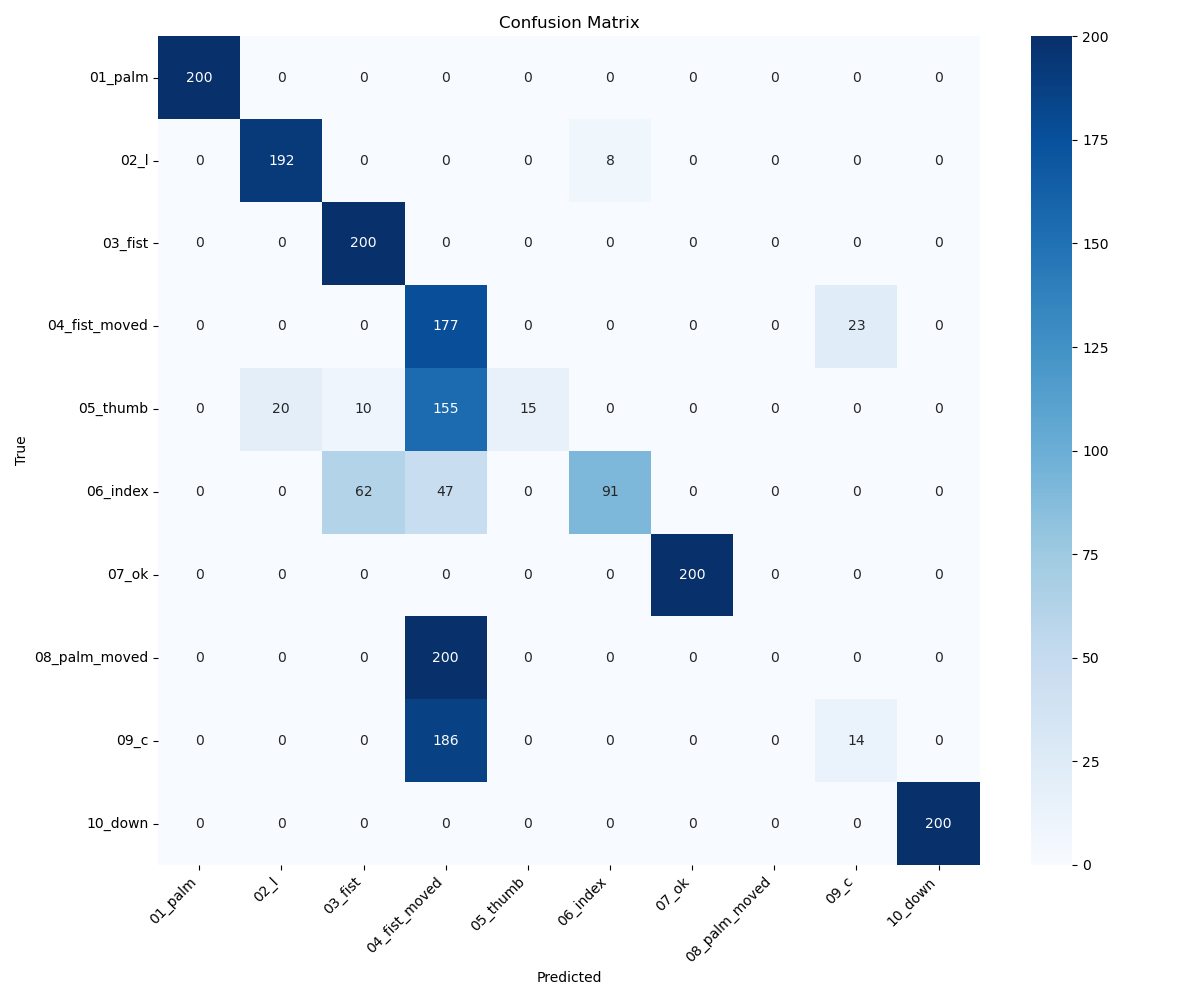 Confusion Matrix
01_palm 200 0 0 0 0 0 0 0 0 0
02_l 0 192 0 0 0 8 0 0 0 0
03_fist 0 0 200 0 0 0 0 0 0 0
04_fist_moved 0 0 0 177 0 0 0 0 23 0
05_thumb 0 20 10 155 15 0 0 0 0 0
06_index 0 0 62 47 0 91 0 0 0 0
07_ok 0 0 0 0 0 0 200 0 0 0
08_palm_moved 0 0 0 200 0 0 0 0 0 0
09_c 0 0 0 186 0 0 0 0 14 0
10_down 0 0 0 0 0 0 0 0 0 200
True
01_palm
02_l
03_fist
04_fist_moved
05_thumb
06_index
07_ok
08_palm_moved
09_c
10_down
Predicted
200
175
150
125
100
75
50
25
0